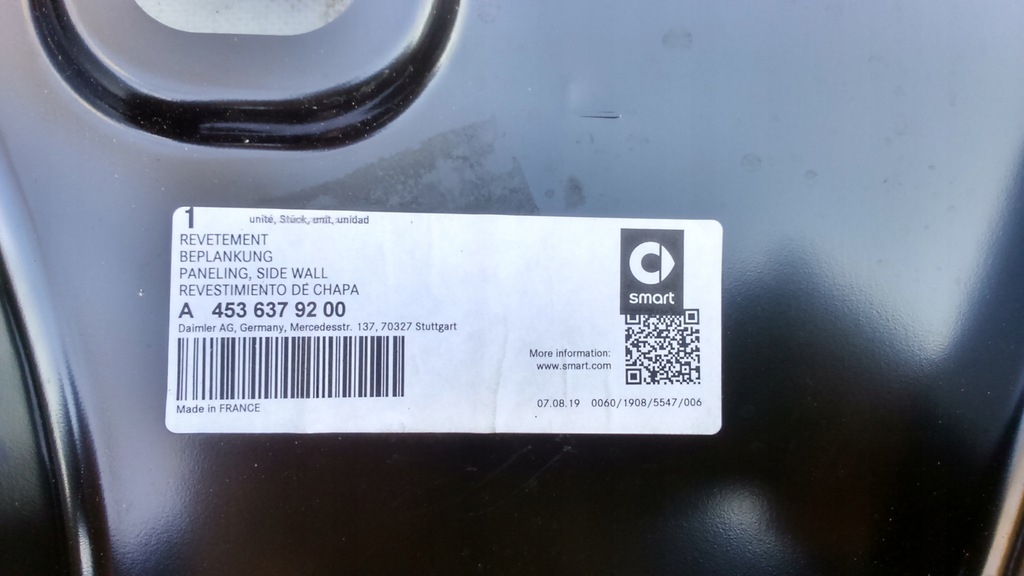 1 unité, Stück, unit, unidad
REVETEMENT
BEPLANKUNG
PANELING, SIDE WALL
REVESTIMIENTO DE CHAPA
A 453 637 92 00
Daimler AG, Germany, Mercedesstr. 137, 70327 Stuttgart
Made in FRANCE
smart
More information:
www.smart.com
07.08.19 0060/1908/5547/006